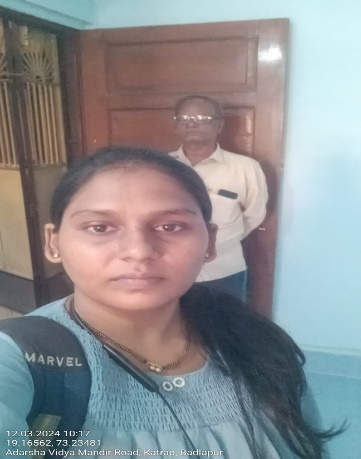 MARVEL
12.03.2024 10:17
19.16562, 73.23481
Adarsha Vidya Mandir Road, Katrap, Badlapur